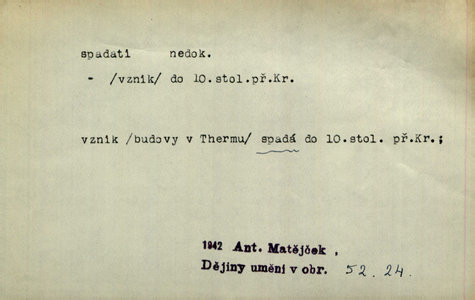 spadati nedok.
- /vznik/ do 10.stol.př.Kr.
vznik /budovy v Thermu/ spadá do 10.stol. př.Kr.;
1942 Ant. Matějček ,
Dějiny umění v obr. 52. 24.